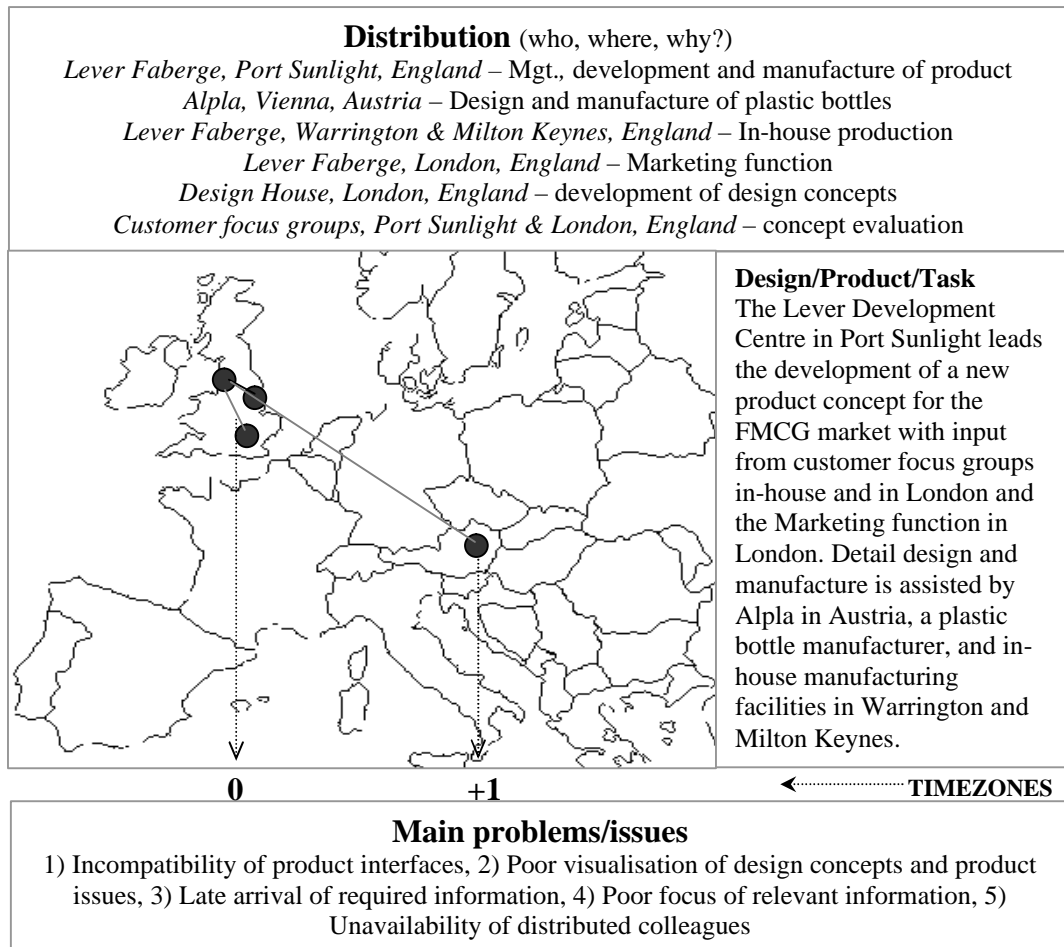 Distribution (who, where, why?)
Lever Faberge, Port Sunlight, England – Mgt., development and manufacture of product
Alpla, Vienna, Austria – Design and manufacture of plastic bottles
Lever Faberge, Warrington & Milton Keynes, England – In-house production
Lever Faberge, London, England – Marketing function
Design House, London, England – development of design concepts
Customer focus groups, Port Sunlight & London, England – concept evaluation
Design/Product/Task
The Lever Development
Centre in Port Sunlight leads
the development of a new
product concept for the
FMCG market with input
from customer focus groups
in-house and in London and
the Marketing function in
London. Detail design and
manufacture is assisted by
Alpla in Austria, a plastic
bottle manufacturer, and in-
house manufacturing
facilities in Warrington and
Milton Keynes.
0 +1 TIMEZONES
Main problems/issues
1) Incompatibility of product interfaces, 2) Poor visualisation of design concepts and product
issues, 3) Late arrival of required information, 4) Poor focus of relevant information, 5)
Unavailability of distributed colleagues